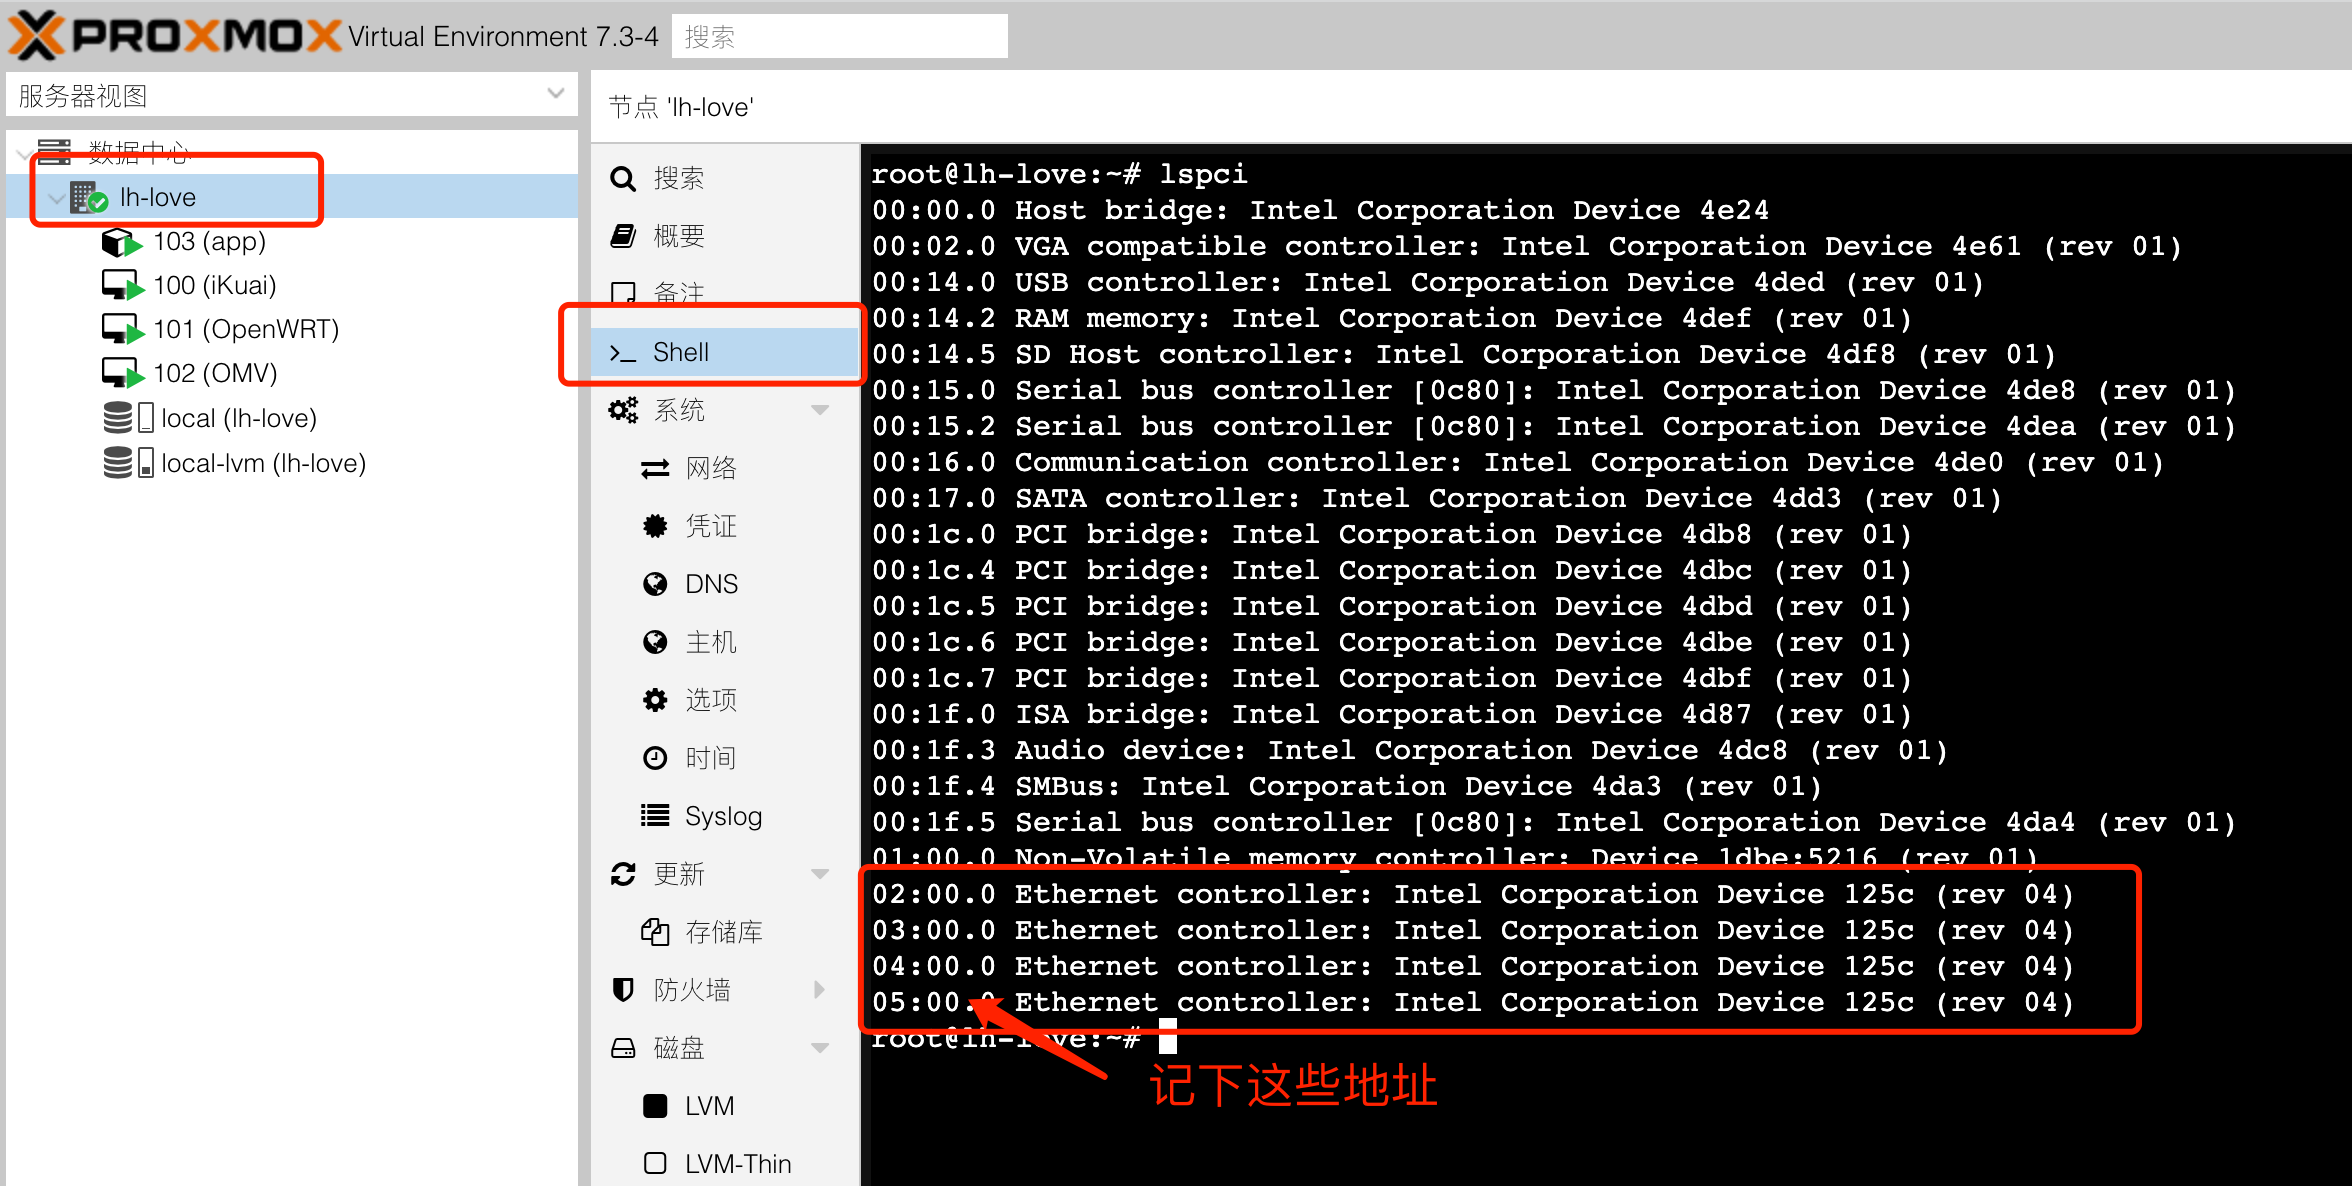 PROXMOX Virtual Environment 7.3-4
搜索
服务器视图
数据中心
lh-love
103 (app)
100 (iKuai)
101 (OpenWRT)
102 (OMV)
local (lh-love)
local-lvm (lh-love)
节点 'lh-love'
搜索
概要
备注
Shell
系统
网络
凭证
DNS
主机
选项
时间
Syslog
更新
存储库
防火墙
磁盘
LVM
LVM-Thin
root@lh-love:~# lspci
00:00.0 Host bridge: Intel Corporation Device 4e24
00:02.0 VGA compatible controller: Intel Corporation Device 4e61 (rev 01)
00:14.0 USB controller: Intel Corporation Device 4ded (rev 01)
00:14.2 RAM memory: Intel Corporation Device 4def (rev 01)
00:14.5 SD Host controller: Intel Corporation Device 4df8 (rev 01)
00:15.0 Serial bus controller [0c80]: Intel Corporation Device 4de8 (rev 01)
00:15.2 Serial bus controller [0c80]: Intel Corporation Device 4dea (rev 01)
00:16.0 Communication controller: Intel Corporation Device 4de0 (rev 01)
00:17.0 SATA controller: Intel Corporation Device 4dd3 (rev 01)
00:1c.0 PCI bridge: Intel Corporation Device 4db8 (rev 01)
00:1c.4 PCI bridge: Intel Corporation Device 4dbc (rev 01)
00:1c.5 PCI bridge: Intel Corporation Device 4dbd (rev 01)
00:1c.6 PCI bridge: Intel Corporation Device 4dbe (rev 01)
00:1c.7 PCI bridge: Intel Corporation Device 4dbf (rev 01)
00:1f.0 ISA bridge: Intel Corporation Device 4d87 (rev 01)
00:1f.3 Audio device: Intel Corporation Device 4dc8 (rev 01)
00:1f.4 SMBus: Intel Corporation Device 4da3 (rev 01)
00:1f.5 Serial bus controller [0c80]: Intel Corporation Device 4da4 (rev 01)
01:00.0 Non-Volatile memory controller: Device 1dbe:5216 (rev 01)
02:00.0 Ethernet controller: Intel Corporation Device 125c (rev 04)
03:00.0 Ethernet controller: Intel Corporation Device 125c (rev 04)
04:00.0 Ethernet controller: Intel Corporation Device 125c (rev 04)
05:00.0 Ethernet controller: Intel Corporation Device 125c (rev 04)
root@lh-love:~#
记下这些地址